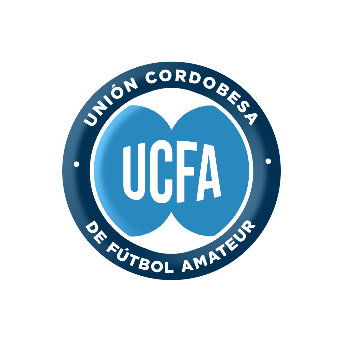 UNIÓN CORDOBESA
UCFA
DE FÚTBOL AMATEUR